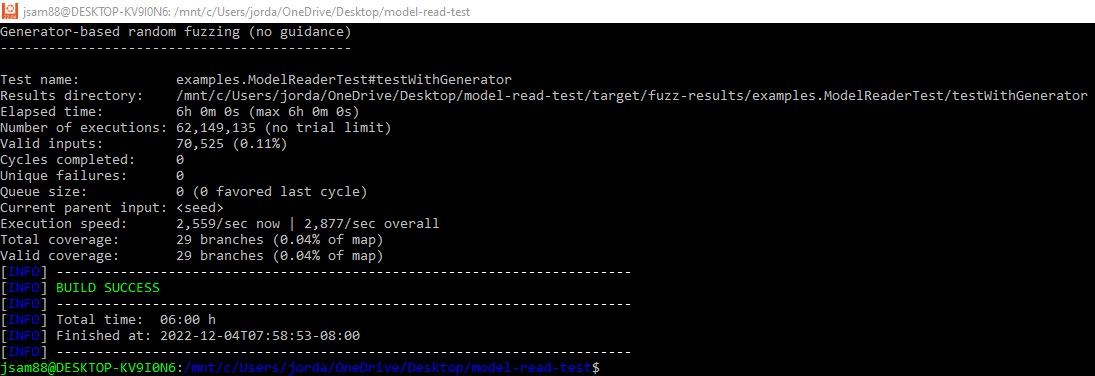 jsam88@DESKTOP-KV9I0N6: /mnt/c/Users/jorda/OneDrive/Desktop/model-read-test
Generator-based random fuzzing (no guidance)
--------------------------------------------
Test name:            examples.ModelReaderTest#testWithGenerator
Results directory:    /mnt/c/Users/jorda/OneDrive/Desktop/model-read-test/target/fuzz-results/examples.ModelReaderTest/testWithGenerator
Elapsed time:         6h 0m 0s (max 6h 0m 0s)
Number of executions: 62,149,135 (no trial limit)
Valid inputs:         70,525 (0.11%)
Cycles completed:     0
Unique failures:      0
Queue size:           0 (0 favored last cycle)
Current parent input: <seed>
Execution speed:      2,559/sec now | 2,877/sec overall
Total coverage:       29 branches (0.04% of map)
Valid coverage:       29 branches (0.04% of map)
[INFO] ------------------------------------------------------------------------
[INFO] BUILD SUCCESS
[INFO] ------------------------------------------------------------------------
[INFO] Total time:  06:00 h
[INFO] Finished at: 2022-12-04T07:58:53-08:00
[INFO] ------------------------------------------------------------------------
jsam88@DESKTOP-KV9I0N6:/mnt/c/Users/jorda/OneDrive/Desktop/model-read-test$